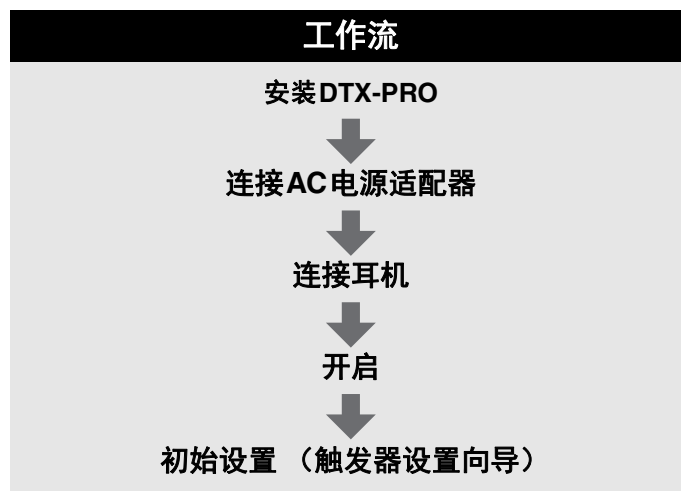 工作流
安装DTX-PRO
连接AC电源适配器
连接耳机
开启
初始设置 （触发器设置向导）